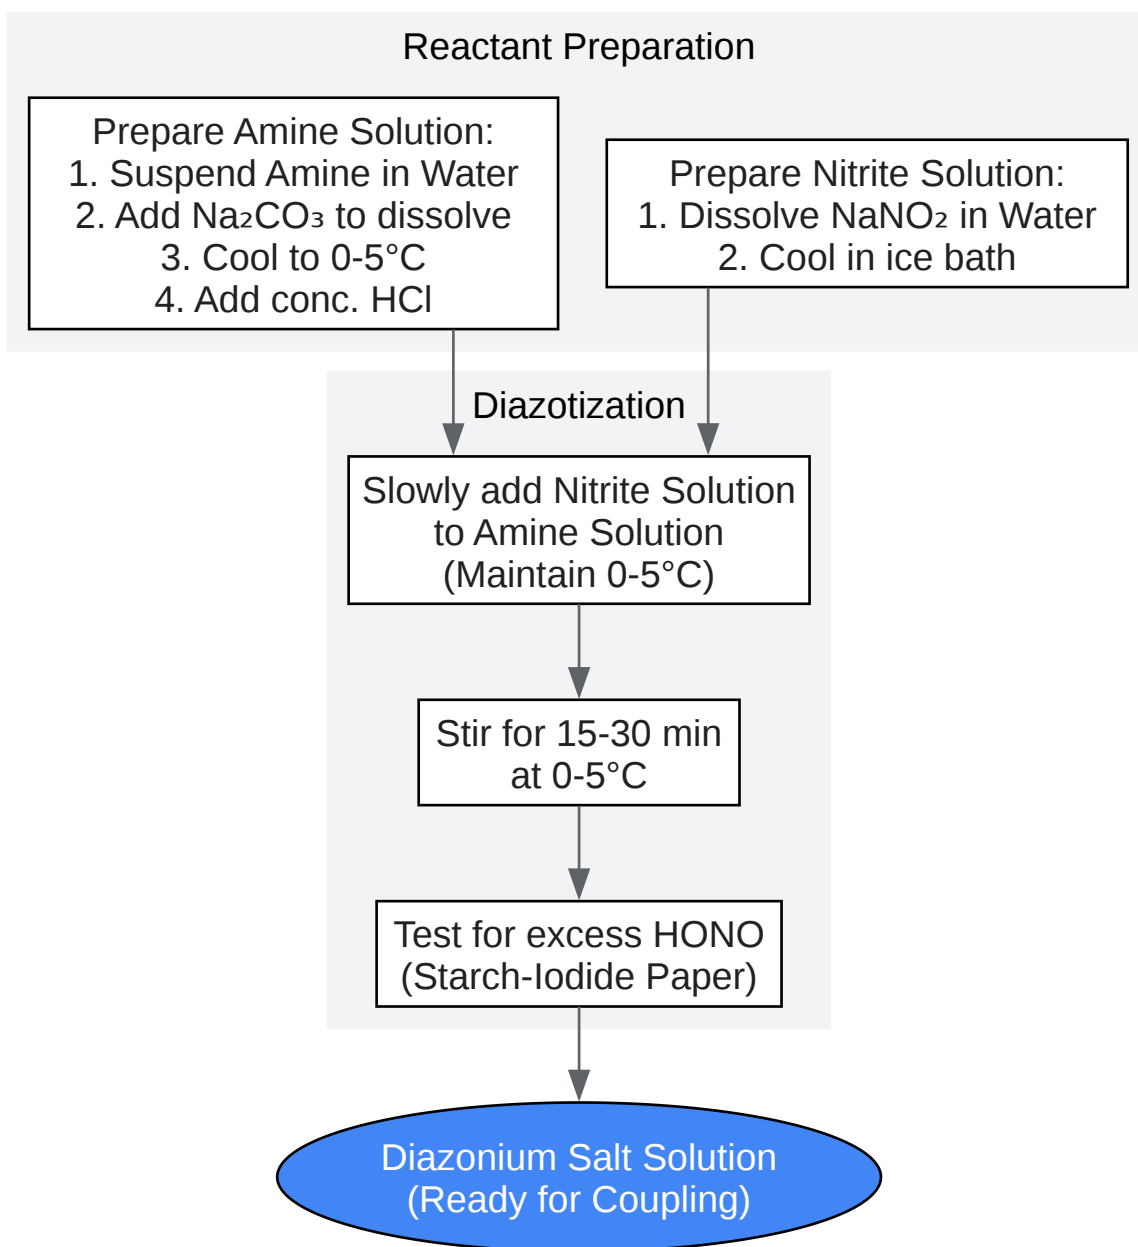 Reactant Preparation
Prepare Amine Solution:
1. Suspend Amine in Water
2. Add Na₂CO₃ to dissolve
3. Cool to 0-5°C
4. Add conc. HCl
Prepare Nitrite Solution:
1. Dissolve NaNO₂ in Water
2. Cool in ice bath
Diazotization
Slowly add Nitrite Solution
to Amine Solution
(Maintain 0-5°C)
Stir for 15-30 min
at 0-5°C
Test for excess HONO
(Starch-Iodide Paper)
Diazonium Salt Solution
(Ready for Coupling)